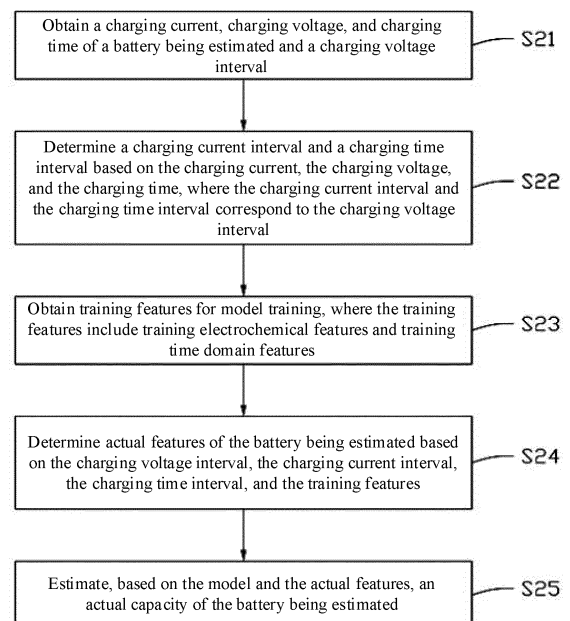 Obtain a charging current, charging voltage, and charging
time of a battery being estimated and a charging voltage
interval
S21
Determine a charging current interval and a charging time
interval based on the charging current, the charging voltage,
and the charging time, where the charging current interval and
the charging time interval correspond to the charging voltage
interval
S22
Obtain training features for model training, where the training
features include training electrochemical features and training
time domain features
S23
Determine actual features of the battery being estimated based
on the charging voltage interval, the charging current interval,
the charging time interval, and the training features
S24
Estimate, based on the model and the actual features, an
actual capacity of the battery being estimated
S25